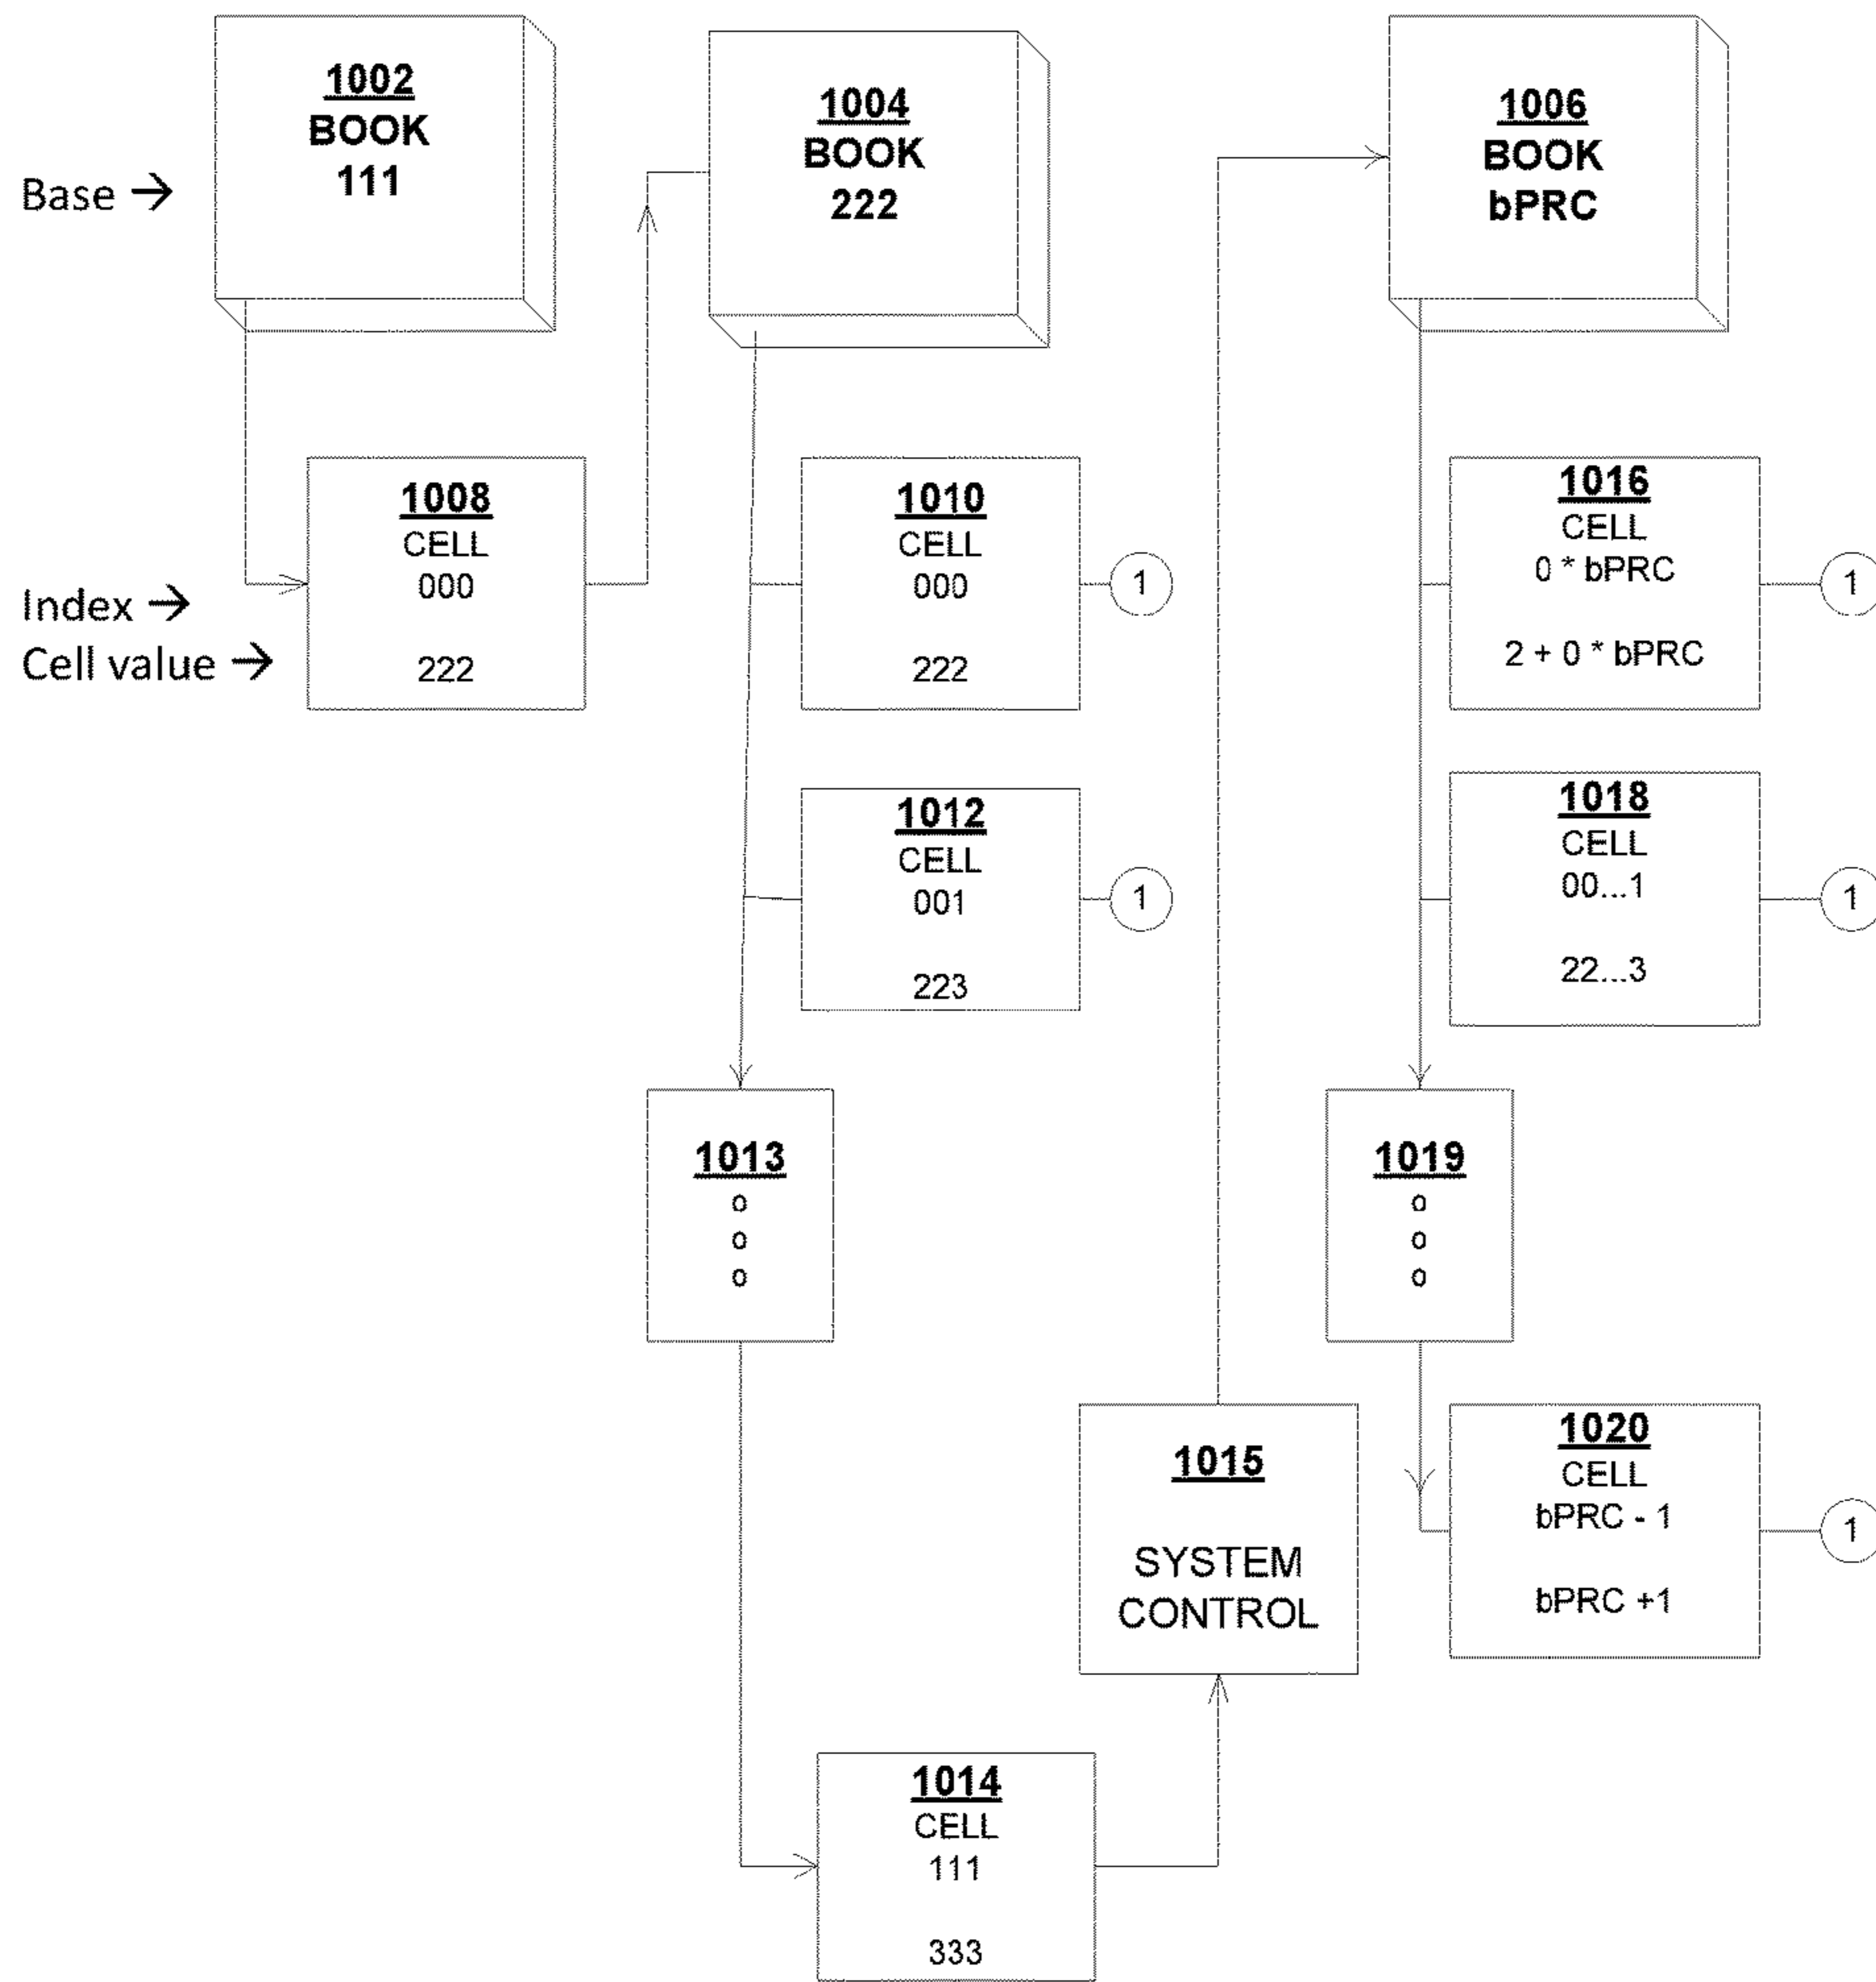 1002
BOOK
111
1004
BOOK
222
1006
BOOK
bPRC
Base →
1008
CELL
000
222
Index →
Cell value →
1010
CELL
000
222
1
1016
CELL
0 * bPRC
2 + 0 * bPRC
1
1012
CELL
001
223
1
1018
CELL
00...1
22...3
1
1013
o
o
o
1019
o
o
o
1015
SYSTEM
CONTROL
1020
CELL
bPRC - 1
bPRC +1
1
1014
CELL
111
333